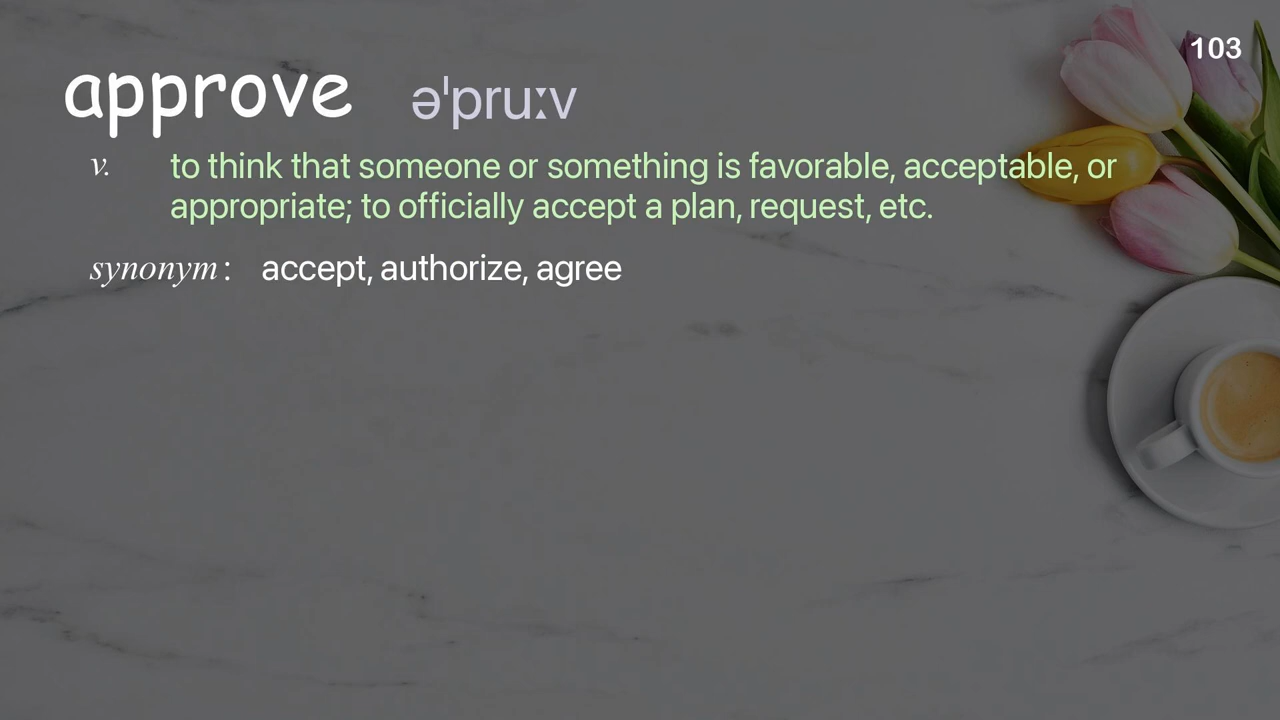 103
approve əˈpruːv
v. to think that someone or something is favorable, acceptable, or
appropriate; to officially accept a plan, request, etc.
synonym : accept, authorize, agree